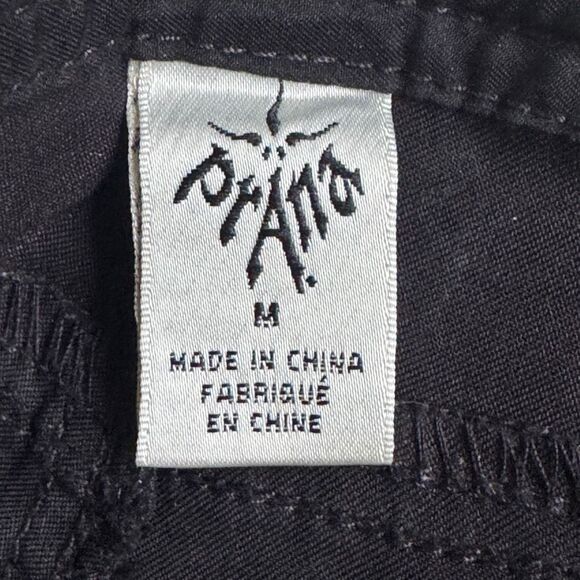 prAna
M
MADE IN CHINA
FABRIQUÉ
EN CHINE